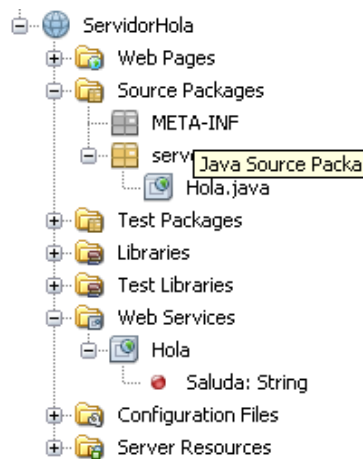 ServidorHola
Web Pages
Source Packages
META-INF
Java Source Packa
Hola.java
Test Packages
Libraries
Test Libraries
Web Services
Hola
Saluda: String
Configuration Files
Server Resources